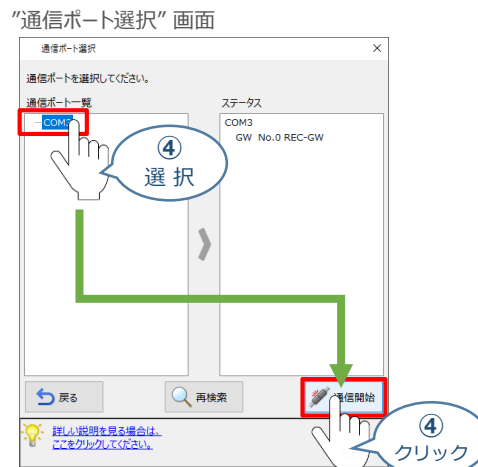 ”通信ポート選択” 画面
通信ポート選択
通信ポートを選択してください。
通信ポート一覧
ステータス
COM3
COM3
GW No.0 REC-GW
④
選 択
戻る
再検索
通信開始
詳しい説明を見る場合は、
ここをクリックしてください。
④
クリック